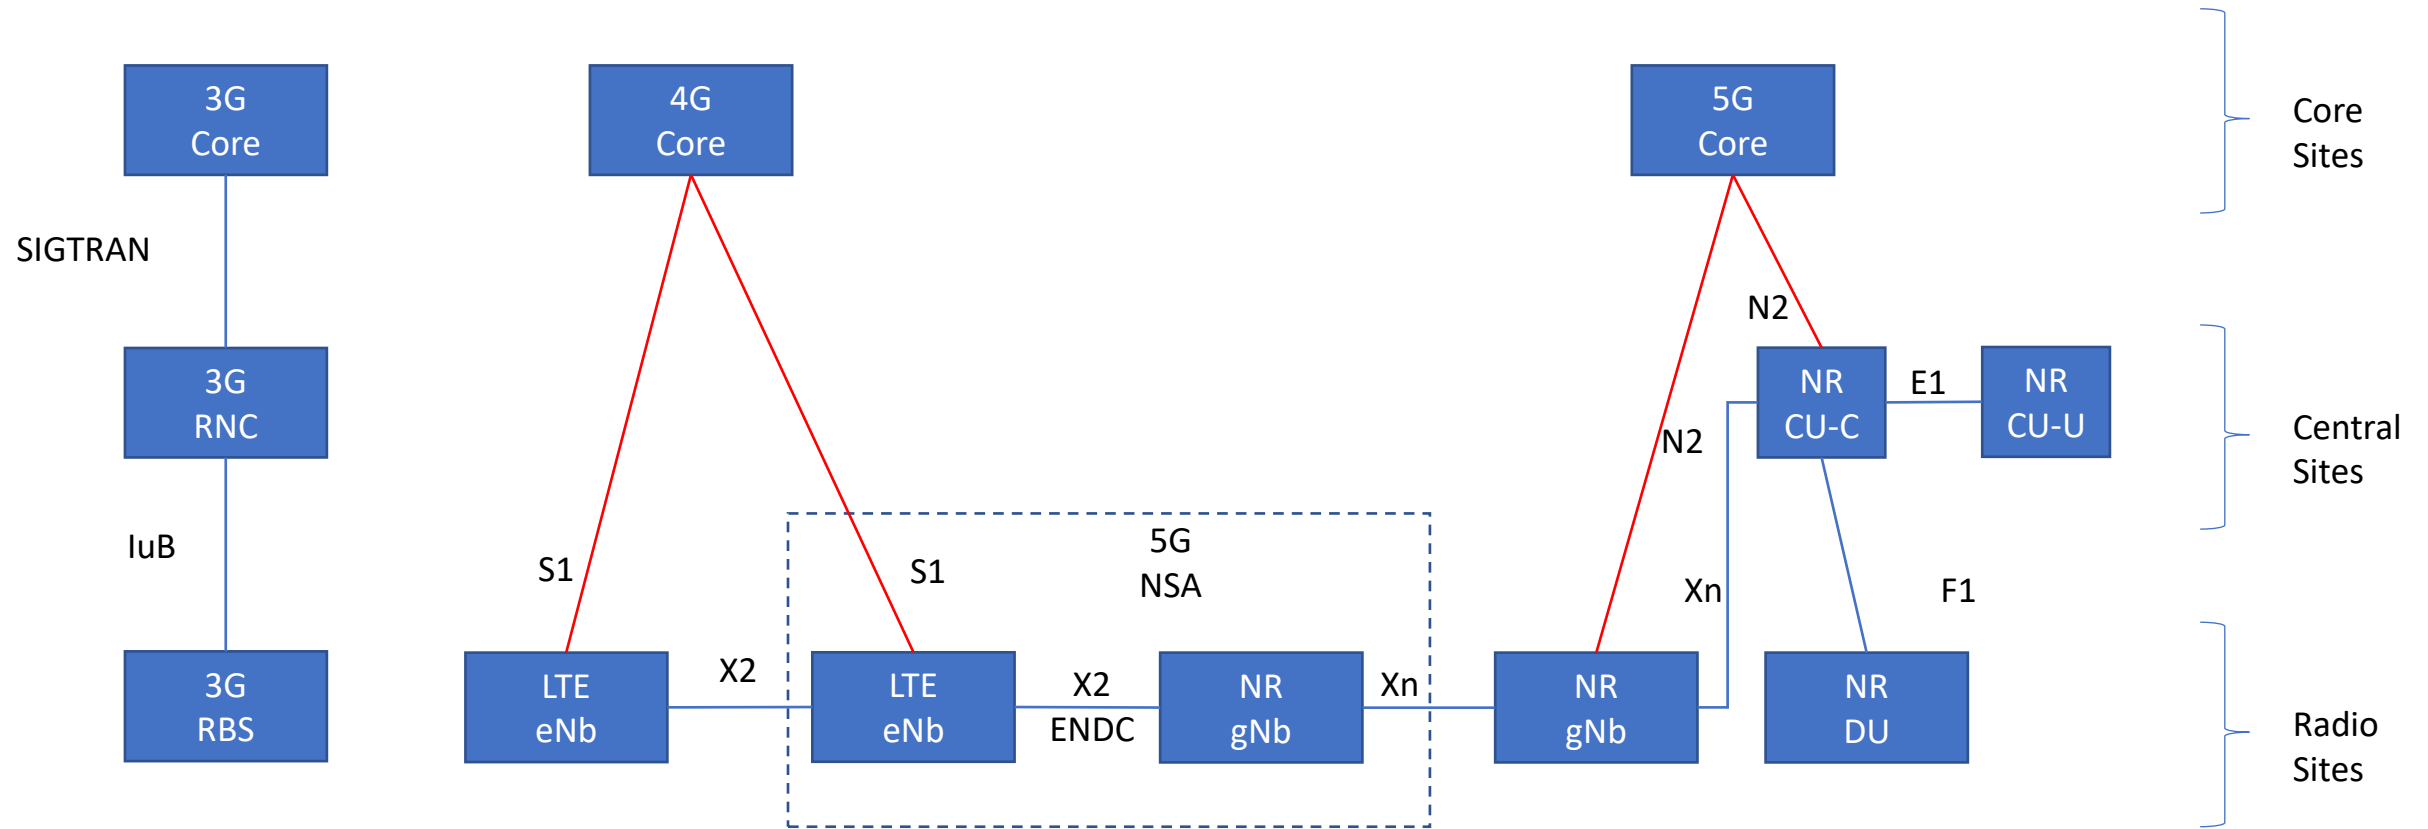 3G
Core
4G
Core
5G
Core
Core
Sites
SIGTRAN
N2
3G
RNC
NR
CU-C
E1
NR
CU-U
N2
Central
Sites
IuB
S1
S1
5G
NSA
Xn
F1
3G
RBS
LTE
eNb
X2
LTE
eNb
X2
ENDC
NR
gNb
Xn
NR
gNb
NR
DU
Radio
Sites